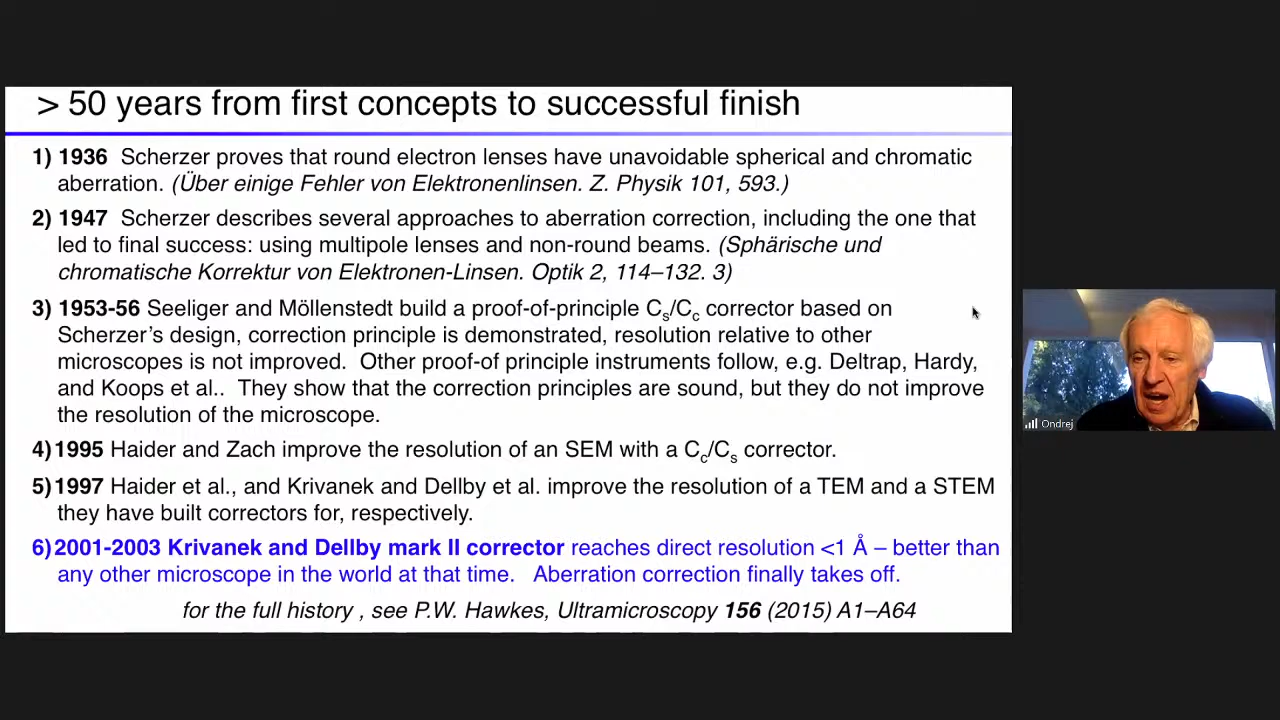 > 50 years from first concepts to successful finish
1) 1936 Scherzer proves that round electron lenses have unavoidable spherical and chromatic
aberration. (Über einige Fehler von Elektronenlinsen. Z. Physik 101, 593.)
2) 1947 Scherzer describes several approaches to aberration correction, including the one that
led to final success: using multipole lenses and non-round beams. (Sphärische und
chromatische Korrektur von Elektronen-Linsen. Optik 2, 114–132. 3)
3) 1953-56 Seeliger and Möllenstedt build a proof-of-principle Cs/Cc corrector based on
Scherzer's design, correction principle is demonstrated, resolution relative to other
microscopes is not improved. Other proof-of principle instruments follow, e.g. Deltrap, Hardy,
and Koops et al.. They show that the correction principles are sound, but they do not improve
the resolution of the microscope.
4) 1995 Haider and Zach improve the resolution of an SEM with a Cc/Cs corrector.
5) 1997 Haider et al., and Krivanek and Dellby et al. improve the resolution of a TEM and a STEM
they have built correctors for, respectively.
6) 2001-2003 Krivanek and Dellby mark II corrector reaches direct resolution <1 Å – better than
any other microscope in the world at that time. Aberration correction finally takes off.
for the full history , see P.W. Hawkes, Ultramicroscopy 156 (2015) A1–A64
Ondrej